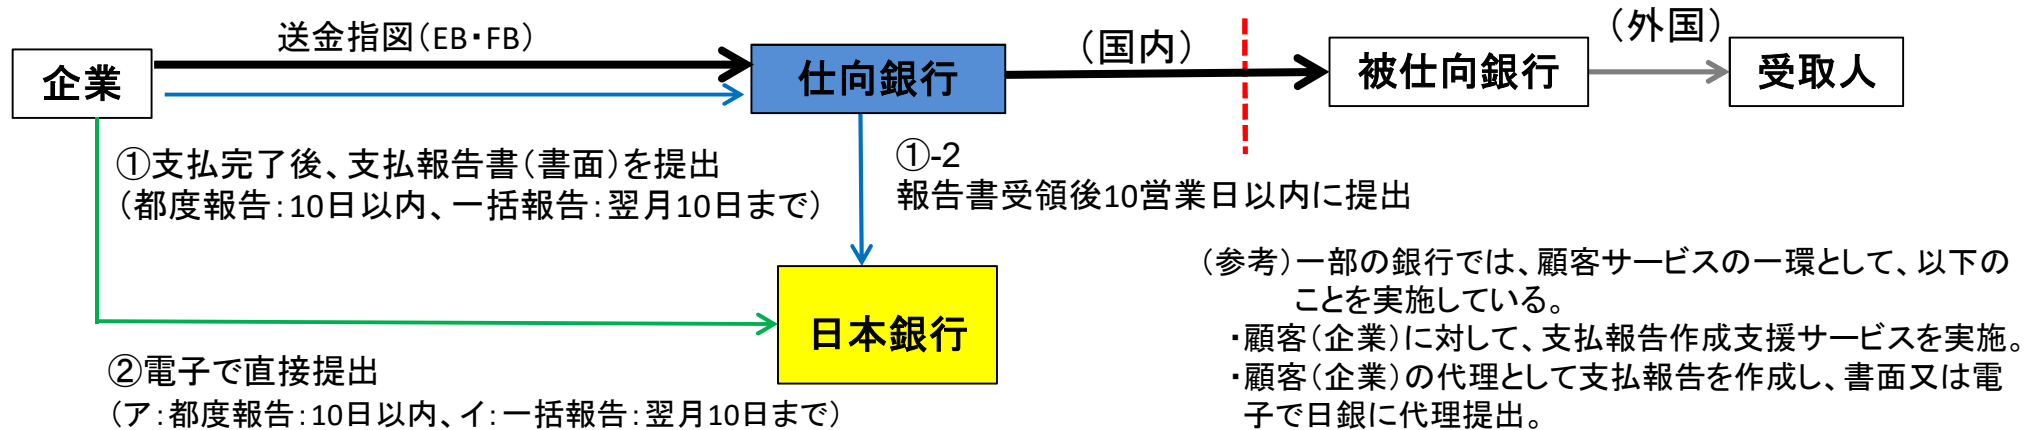 送金指図（EB・FB）
（国内）
（外国）
企業
仕向銀行
被仕向銀行
受取人
①支払完了後、支払報告書（書面）を提出
（都度報告：10日以内、一括報告：翌月10日まで）
①-2
報告書受領後10営業日以内に提出
日本銀行
②電子で直接提出
（ア：都度報告：10日以内、イ：一括報告：翌月10日まで）
（参考）一部の銀行では、顧客サービスの一環として、以下の
ことを実施している。
・顧客（企業）に対して、支払報告作成支援サービスを実施。
・顧客（企業）の代理として支払報告を作成し、書面又は電
子で日銀に代理提出。